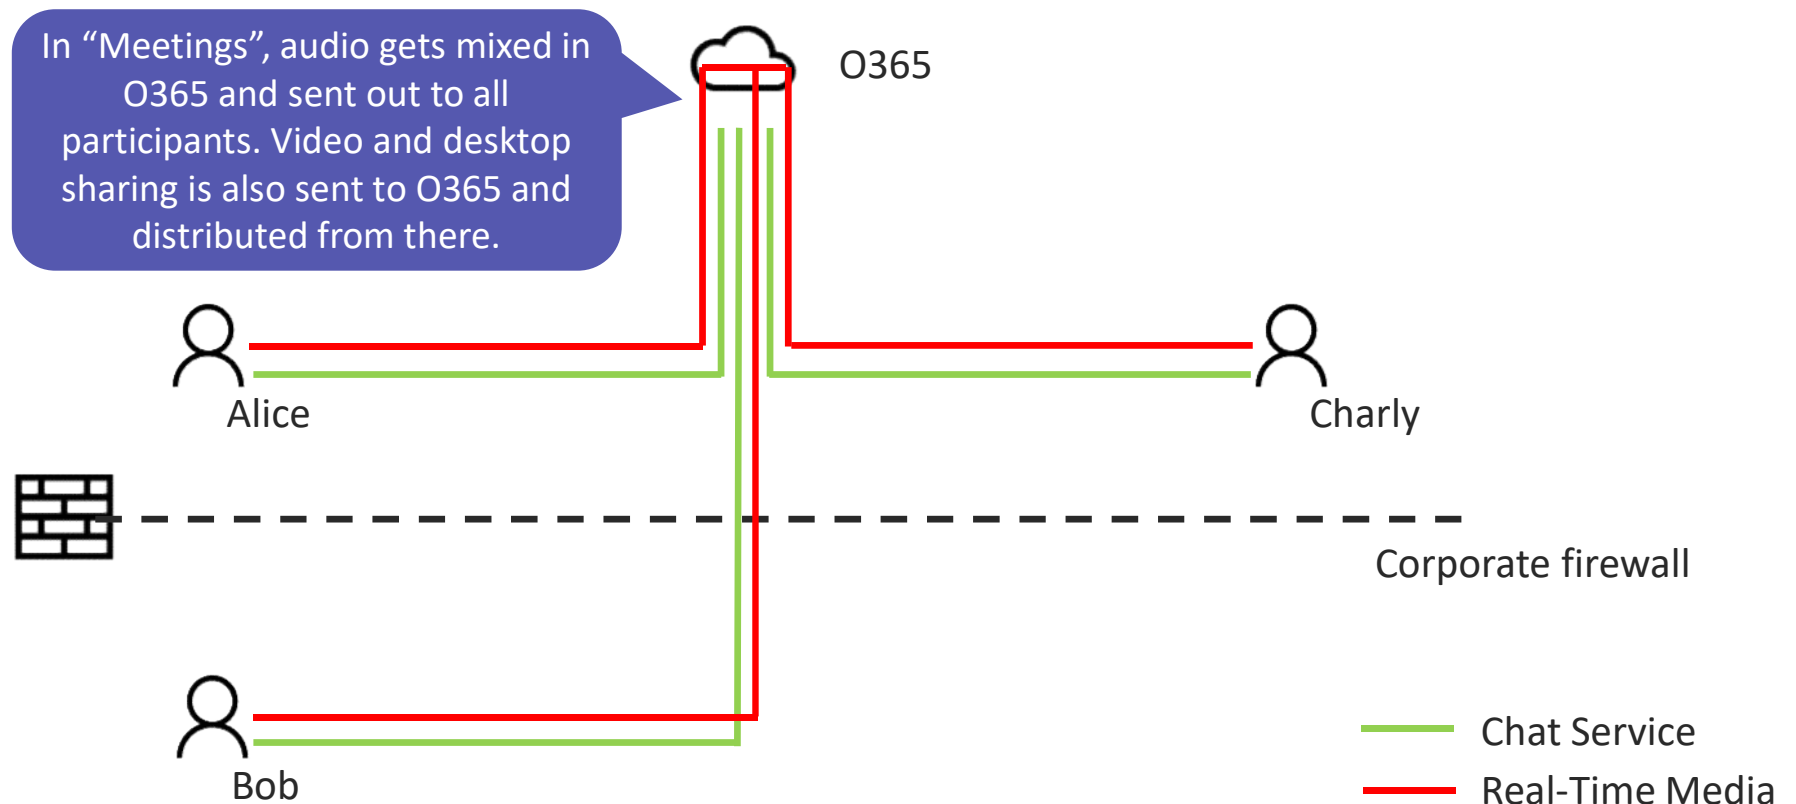 In “Meetings”, audio gets mixed in
O365 and sent out to all
participants. Video and desktop
sharing is also sent to O365 and
distributed from there.
O365
Alice
Charly
Corporate firewall
Bob
Chat Service
Real-Time Media